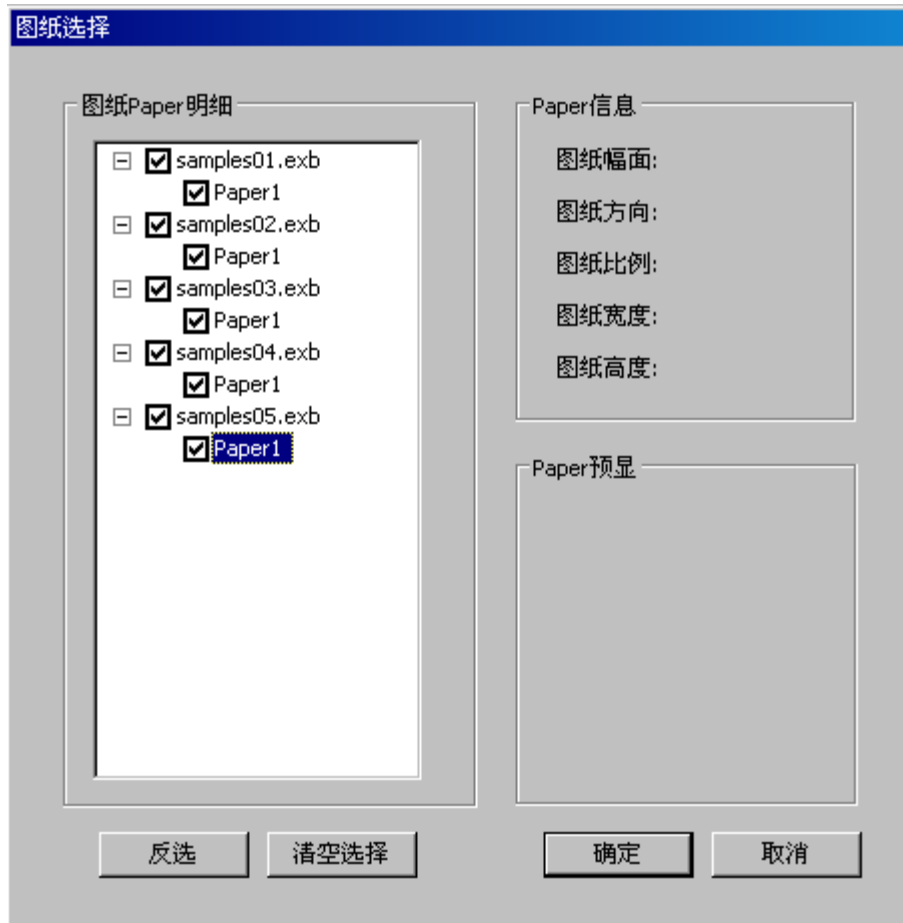 图纸选择
图纸Paper明细
samples01.exb
Paper1
samples02.exb
Paper1
samples03.exb
Paper1
samples04.exb
Paper1
samples05.exb
Paper1
Paper信息
图纸幅面:
图纸方向:
图纸比例:
图纸宽度:
图纸高度:
Paper预显
反选
清空选择
确定
取消